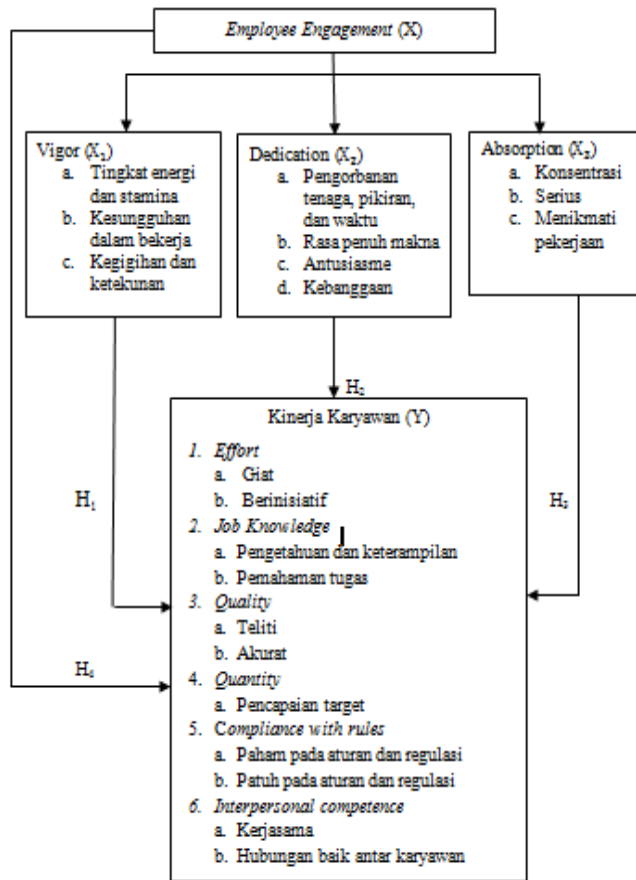 Employee Engagement (X)
Vigor (X₁)
a. Tingkat energi
dan stamina
b. Kesungguhan
dalam bekerja
c. Kegigihan dan
ketekunan
Dedication (X₂)
a. Pengorbanan
tenaga, pikiran,
dan waktu
b. Rasa penuh makna
c. Antusiasme
d. Kebanggaan
Absorption (X₃)
a. Konsentrasi
b. Serius
c. Menikmati
pekerjaan
H₂
H₁
H₃
H₄
Kinerja Karyawan (Y)
1. Effort
a. Giat
b. Berinisiatif
2. Job Knowledge
a. Pengetahuan dan keterampilan
b. Pemahaman tugas
3. Quality
a. Teliti
b. Akurat
4. Quantity
a. Pencapaian target
5. Compliance with rules
a. Paham pada aturan dan regulasi
b. Patuh pada aturan dan regulasi
6. Interpersonal competence
a. Kerjasama
b. Hubungan baik antar karyawan